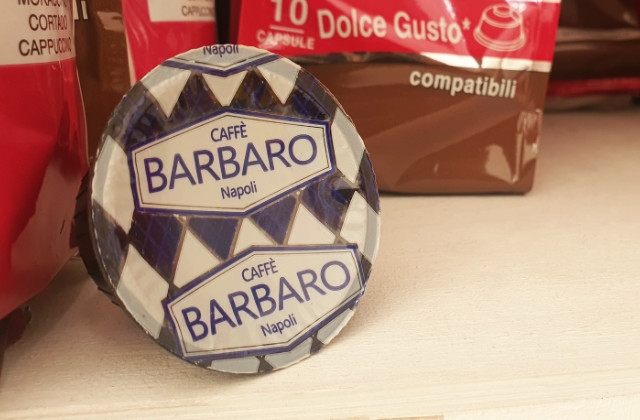 CORTADO
CAPPUCCINO
10
CAPSULE
Dolce Gusto*
compatibili
Napoli
CAFFÈ
BARBARO
Napoli
CAFFÈ
BARBARO
Napoli